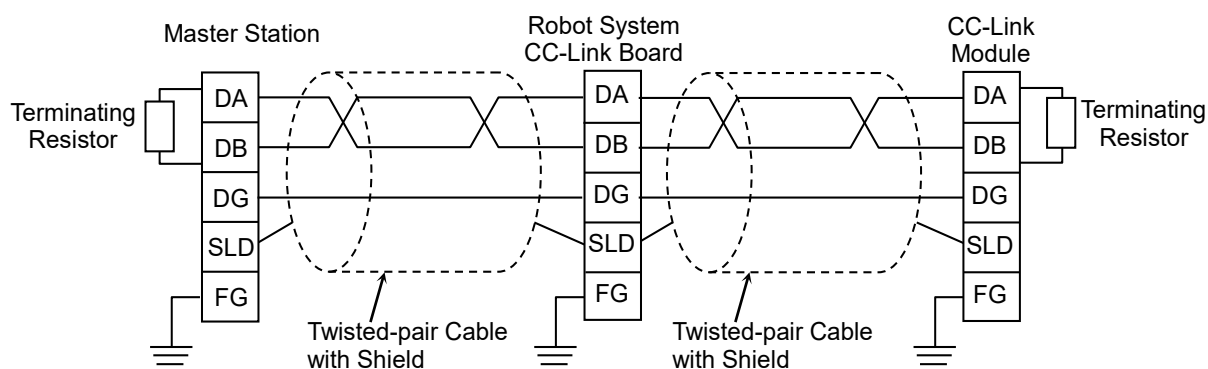 Master Station
Robot System
CC-Link Board
CC-Link
Module
Terminating
Resistor
DA
DB
DG
SLD
FG
DA
DB
DG
SLD
FG
DA
DB
DG
SLD
FG
Terminating
Resistor
Twisted-pair Cable
with Shield
Twisted-pair Cable
with Shield